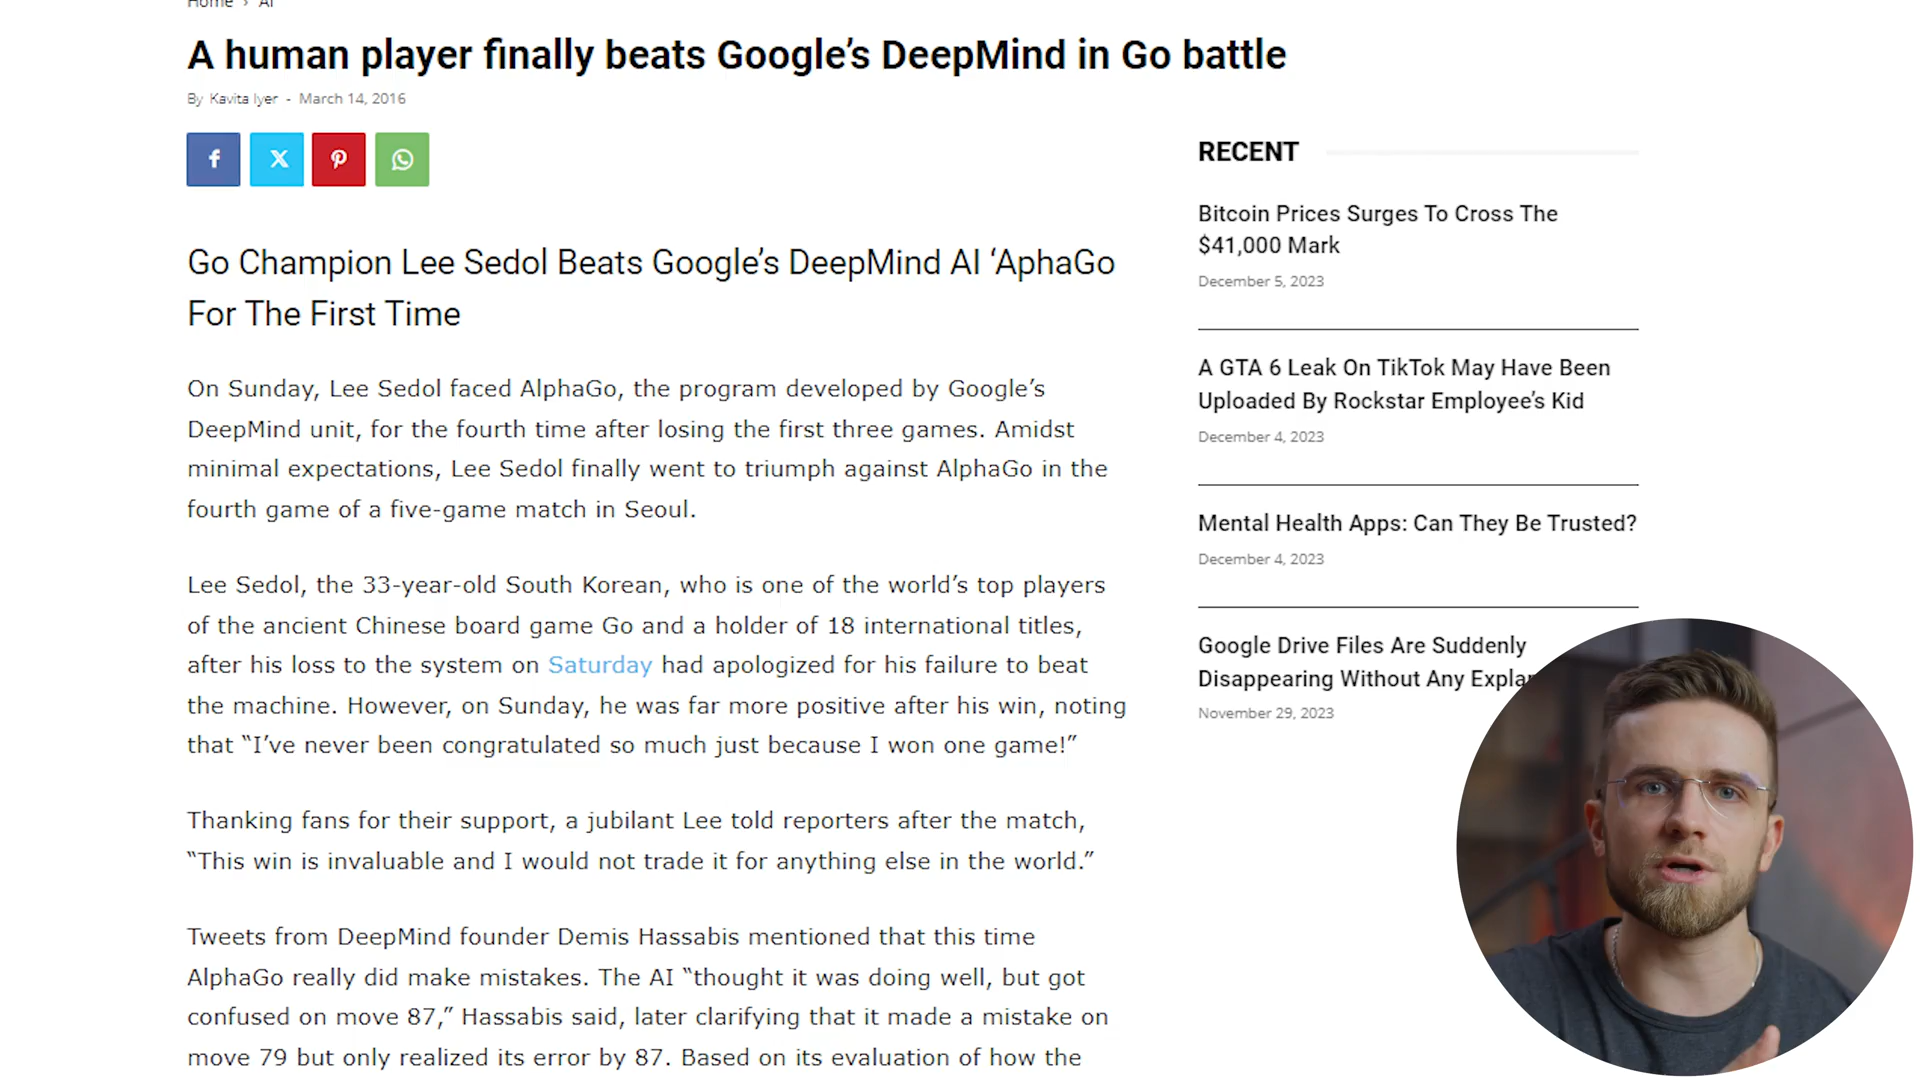 Home › AI
A human player finally beats Google’s DeepMind in Go battle
By Kavita Iyer - March 14, 2016
RECENT
Go Champion Lee Sedol Beats Google’s DeepMind AI ‘AphaGo
For The First Time
On Sunday, Lee Sedol faced AlphaGo, the program developed by Google’s
DeepMind unit, for the fourth time after losing the first three games. Amidst
minimal expectations, Lee Sedol finally went to triumph against AlphaGo in the
fourth game of a five-game match in Seoul.
Lee Sedol, the 33-year-old South Korean, who is one of the world’s top players
of the ancient Chinese board game Go and a holder of 18 international titles,
after his loss to the system on Saturday had apologized for his failure to beat
the machine. However, on Sunday, he was far more positive after his win, noting
that “I’ve never been congratulated so much just because I won one game!”
Thanking fans for their support, a jubilant Lee told reporters after the match,
“This win is invaluable and I would not trade it for anything else in the world.”
Tweets from DeepMind founder Demis Hassabis mentioned that this time
AlphaGo really did make mistakes. The AI “thought it was doing well, but got
confused on move 87,” Hassabis said, later clarifying that it made a mistake on
move 79 but only realized its error by 87. Based on its evaluation of how the
Bitcoin Prices Surges To Cross The
$41,000 Mark
December 5, 2023
A GTA 6 Leak On TikTok May Have Been
Uploaded By Rockstar Employee’s Kid
December 4, 2023
Mental Health Apps: Can They Be Trusted?
December 4, 2023
Google Drive Files Are Suddenly
Disappearing Without Any
November 29, 2023